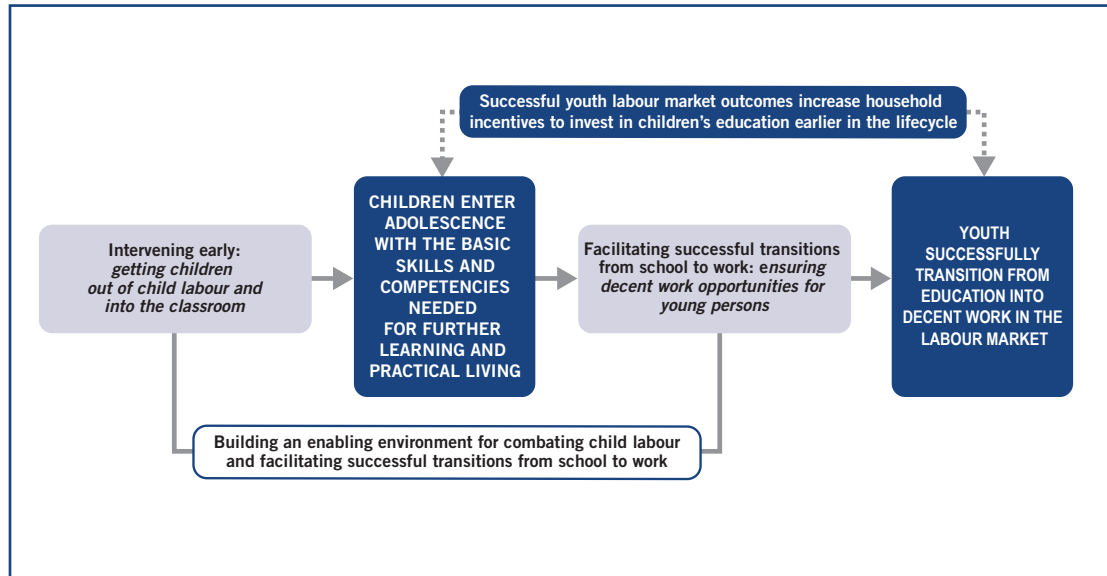 Successful youth labour market outcomes increase household
incentives to invest in children’s education earlier in the lifecycle
Intervening early:
getting children
out of child labour and
into the classroom
CHILDREN ENTER
ADOLESCENCE
WITH THE BASIC
SKILLS AND
COMPETENCIES
NEEDED
FOR FURTHER
LEARNING AND
PRACTICAL LIVING
Facilitating successful transitions
from school to work: ensuring
decent work opportunities for
young persons
YOUTH
SUCCESSFULLY
TRANSITION FROM
EDUCATION INTO
DECENT WORK IN THE
LABOUR MARKET
Building an enabling environment for combating child labour
and facilitating successful transitions from school to work